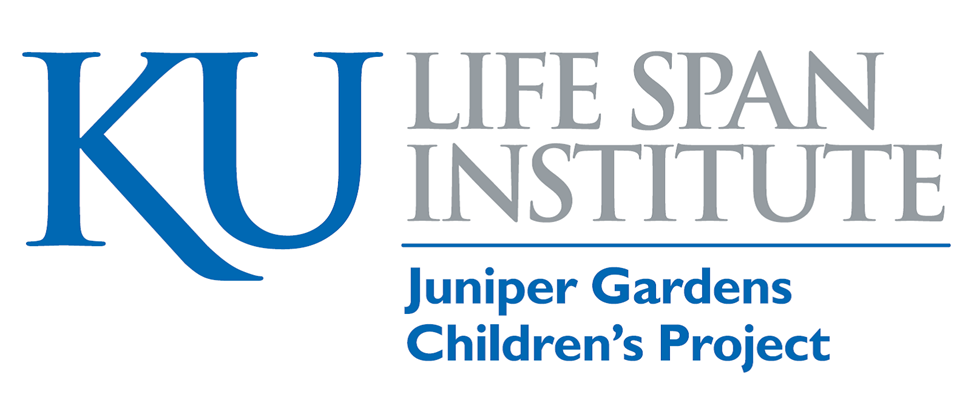 KU LIFE SPAN
INSTITUTE
Juniper Gardens
Children’s Project